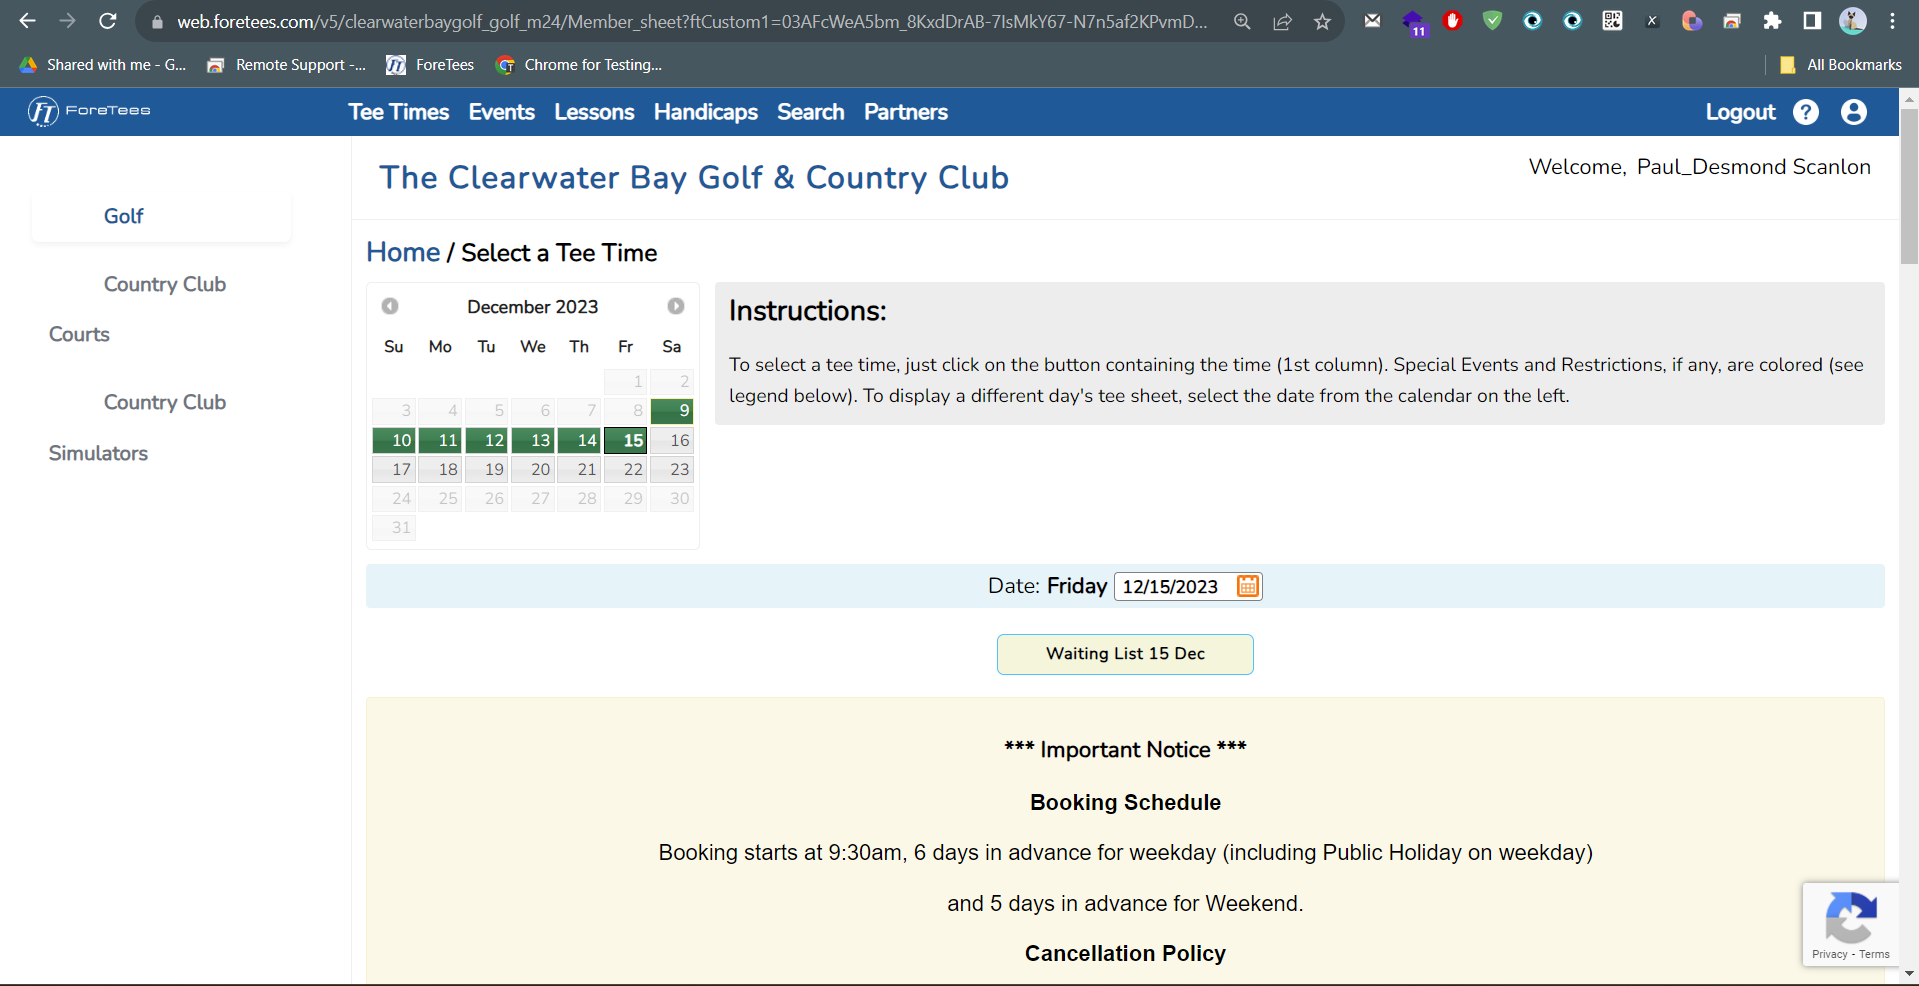 web.foretees.com/v5/clearwaterbaygolf_golf_m24/Member_sheet?ftCustom1=03AFcWeA5bm_8KxdDrAB-7IsMkY67-N7n5af2KPvmD...
11
Shared with me - G...
Remote Support -...
ForeTees
Chrome for Testing...
All Bookmarks
FT ForeTees
Tee Times Events Lessons Handicaps Search Partners
Logout ?
The Clearwater Bay Golf & Country Club
Welcome, Paul_Desmond Scanlon
Golf
Country Club
Courts
Country Club
Simulators
Home / Select a Tee Time
December 2023
Su Mo Tu We Th Fr Sa
1 2
3 4 5 6 7 8 9
10 11 12 13 14 15 16
17 18 19 20 21 22 23
24 25 26 27 28 29 30
31
Instructions:
To select a tee time, just click on the button containing the time (1st column). Special Events and Restrictions, if any, are colored (see
legend below). To display a different day's tee sheet, select the date from the calendar on the left.
Date: Friday 12/15/2023
Waiting List 15 Dec
*** Important Notice ***
Booking Schedule
Booking starts at 9:30am, 6 days in advance for weekday (including Public Holiday on weekday)
and 5 days in advance for Weekend.
Cancellation Policy
Privacy - Terms